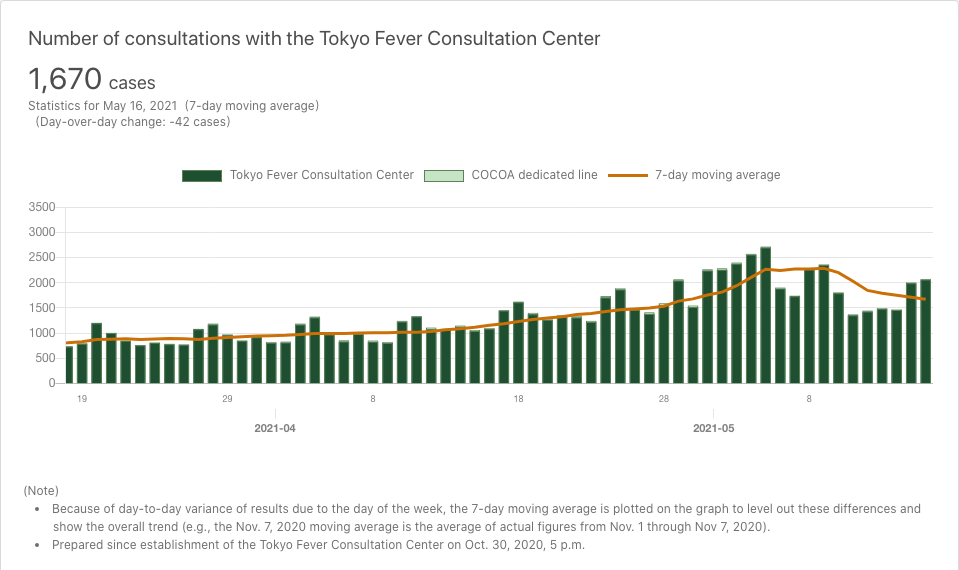 Number of consultations with the Tokyo Fever Consultation Center
1,670 cases
Statistics for May 16, 2021 (7-day moving average)
(Day-over-day change: -42 cases)
Tokyo Fever Consultation Center COCOA dedicated line 7-day moving average
3500
3000
2500
2000
1500
1000
500
0
19 29 8 18 28 8
2021-04 2021-05
(Note)
• Because of day-to-day variance of results due to the day of the week, the 7-day moving average is plotted on the graph to level out these differences and
show the overall trend (e.g., the Nov. 7, 2020 moving average is the average of actual figures from Nov. 1 through Nov 7, 2020).
• Prepared since establishment of the Tokyo Fever Consultation Center on Oct. 30, 2020, 5 p.m.